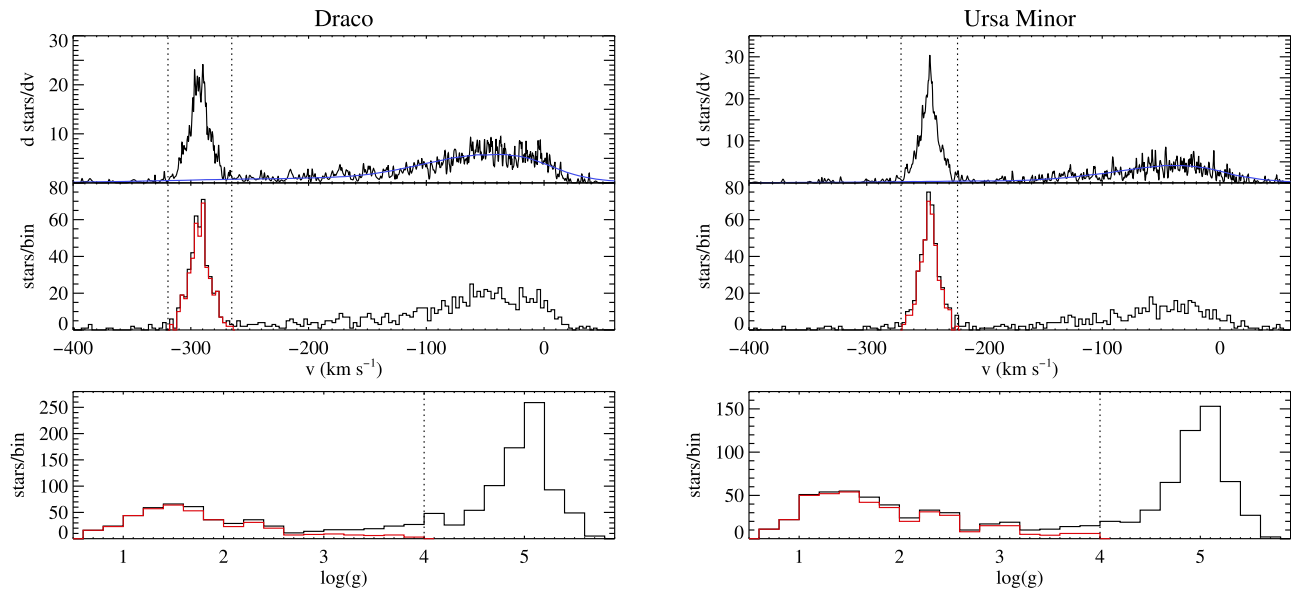 Draco
d stars/dv
30
20
10
stars/bin
80
60
40
20
0
−400 −300 −200 −100 0
v (km s⁻¹)
stars/bin
250
200
150
100
50
0
1 2 3 4 5
log(g)
Ursa Minor
d stars/dv
30
20
10
stars/bin
80
60
40
20
0
−400 −300 −200 −100 0
v (km s⁻¹)
stars/bin
150
100
50
0
1 2 3 4 5
log(g)